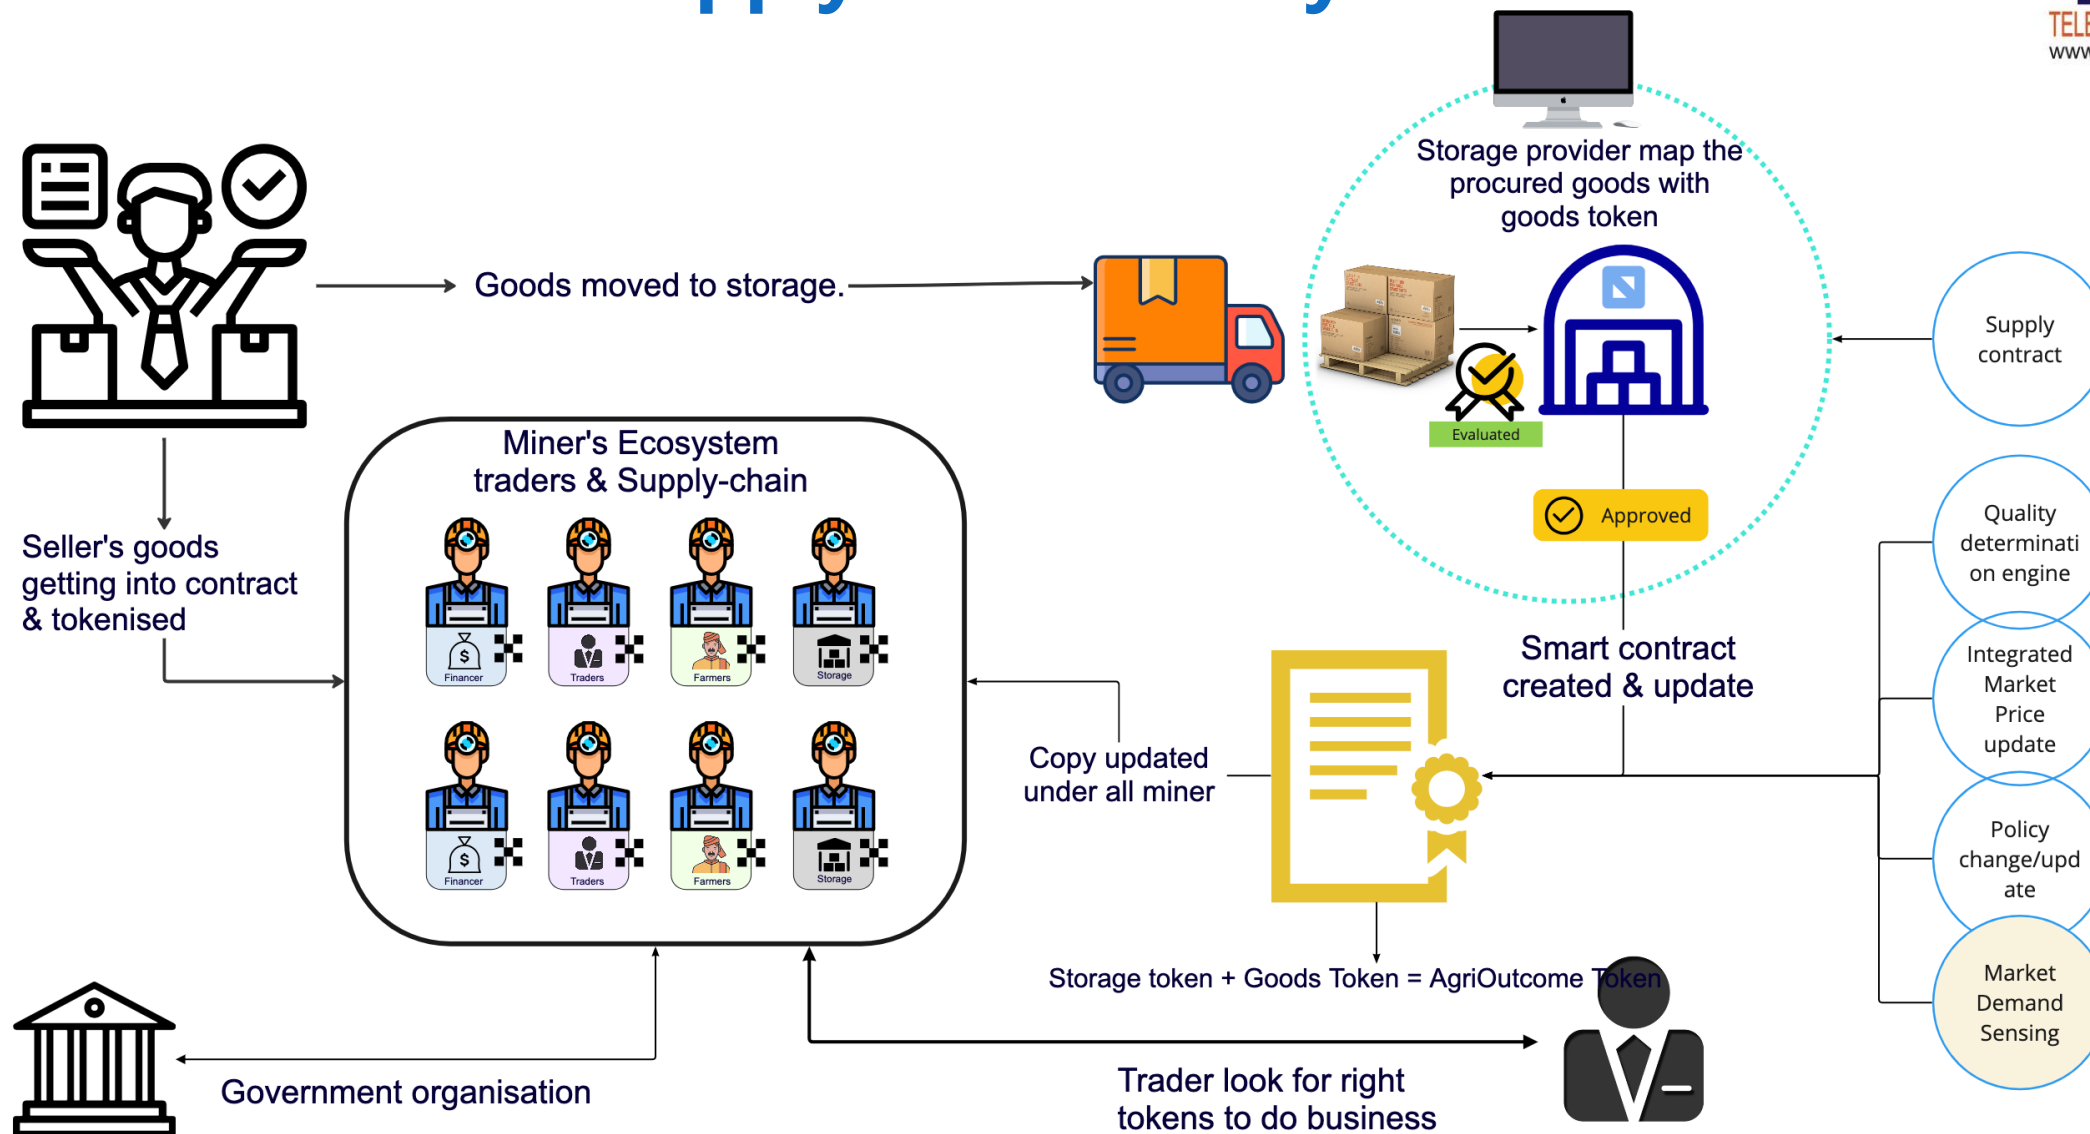 TELE
www
Storage provider map the
procured goods with
goods token
Goods moved to storage.
Supply
contract
Evaluated
Approved
Miner's Ecosystem
traders & Supply-chain
Seller's goods
getting into contract
& tokenised
Quality
determinati
on engine
Financer
Traders
Farmers
Storage
Smart contract
created & update
Integrated
Market
Price
update
Copy updated
under all miner
Policy
change/upd
ate
Financer
Traders
Farmers
Storage
Storage token + Goods Token = AgriOutcome Token
Market
Demand
Sensing
Government organisation
Trader look for right
tokens to do business